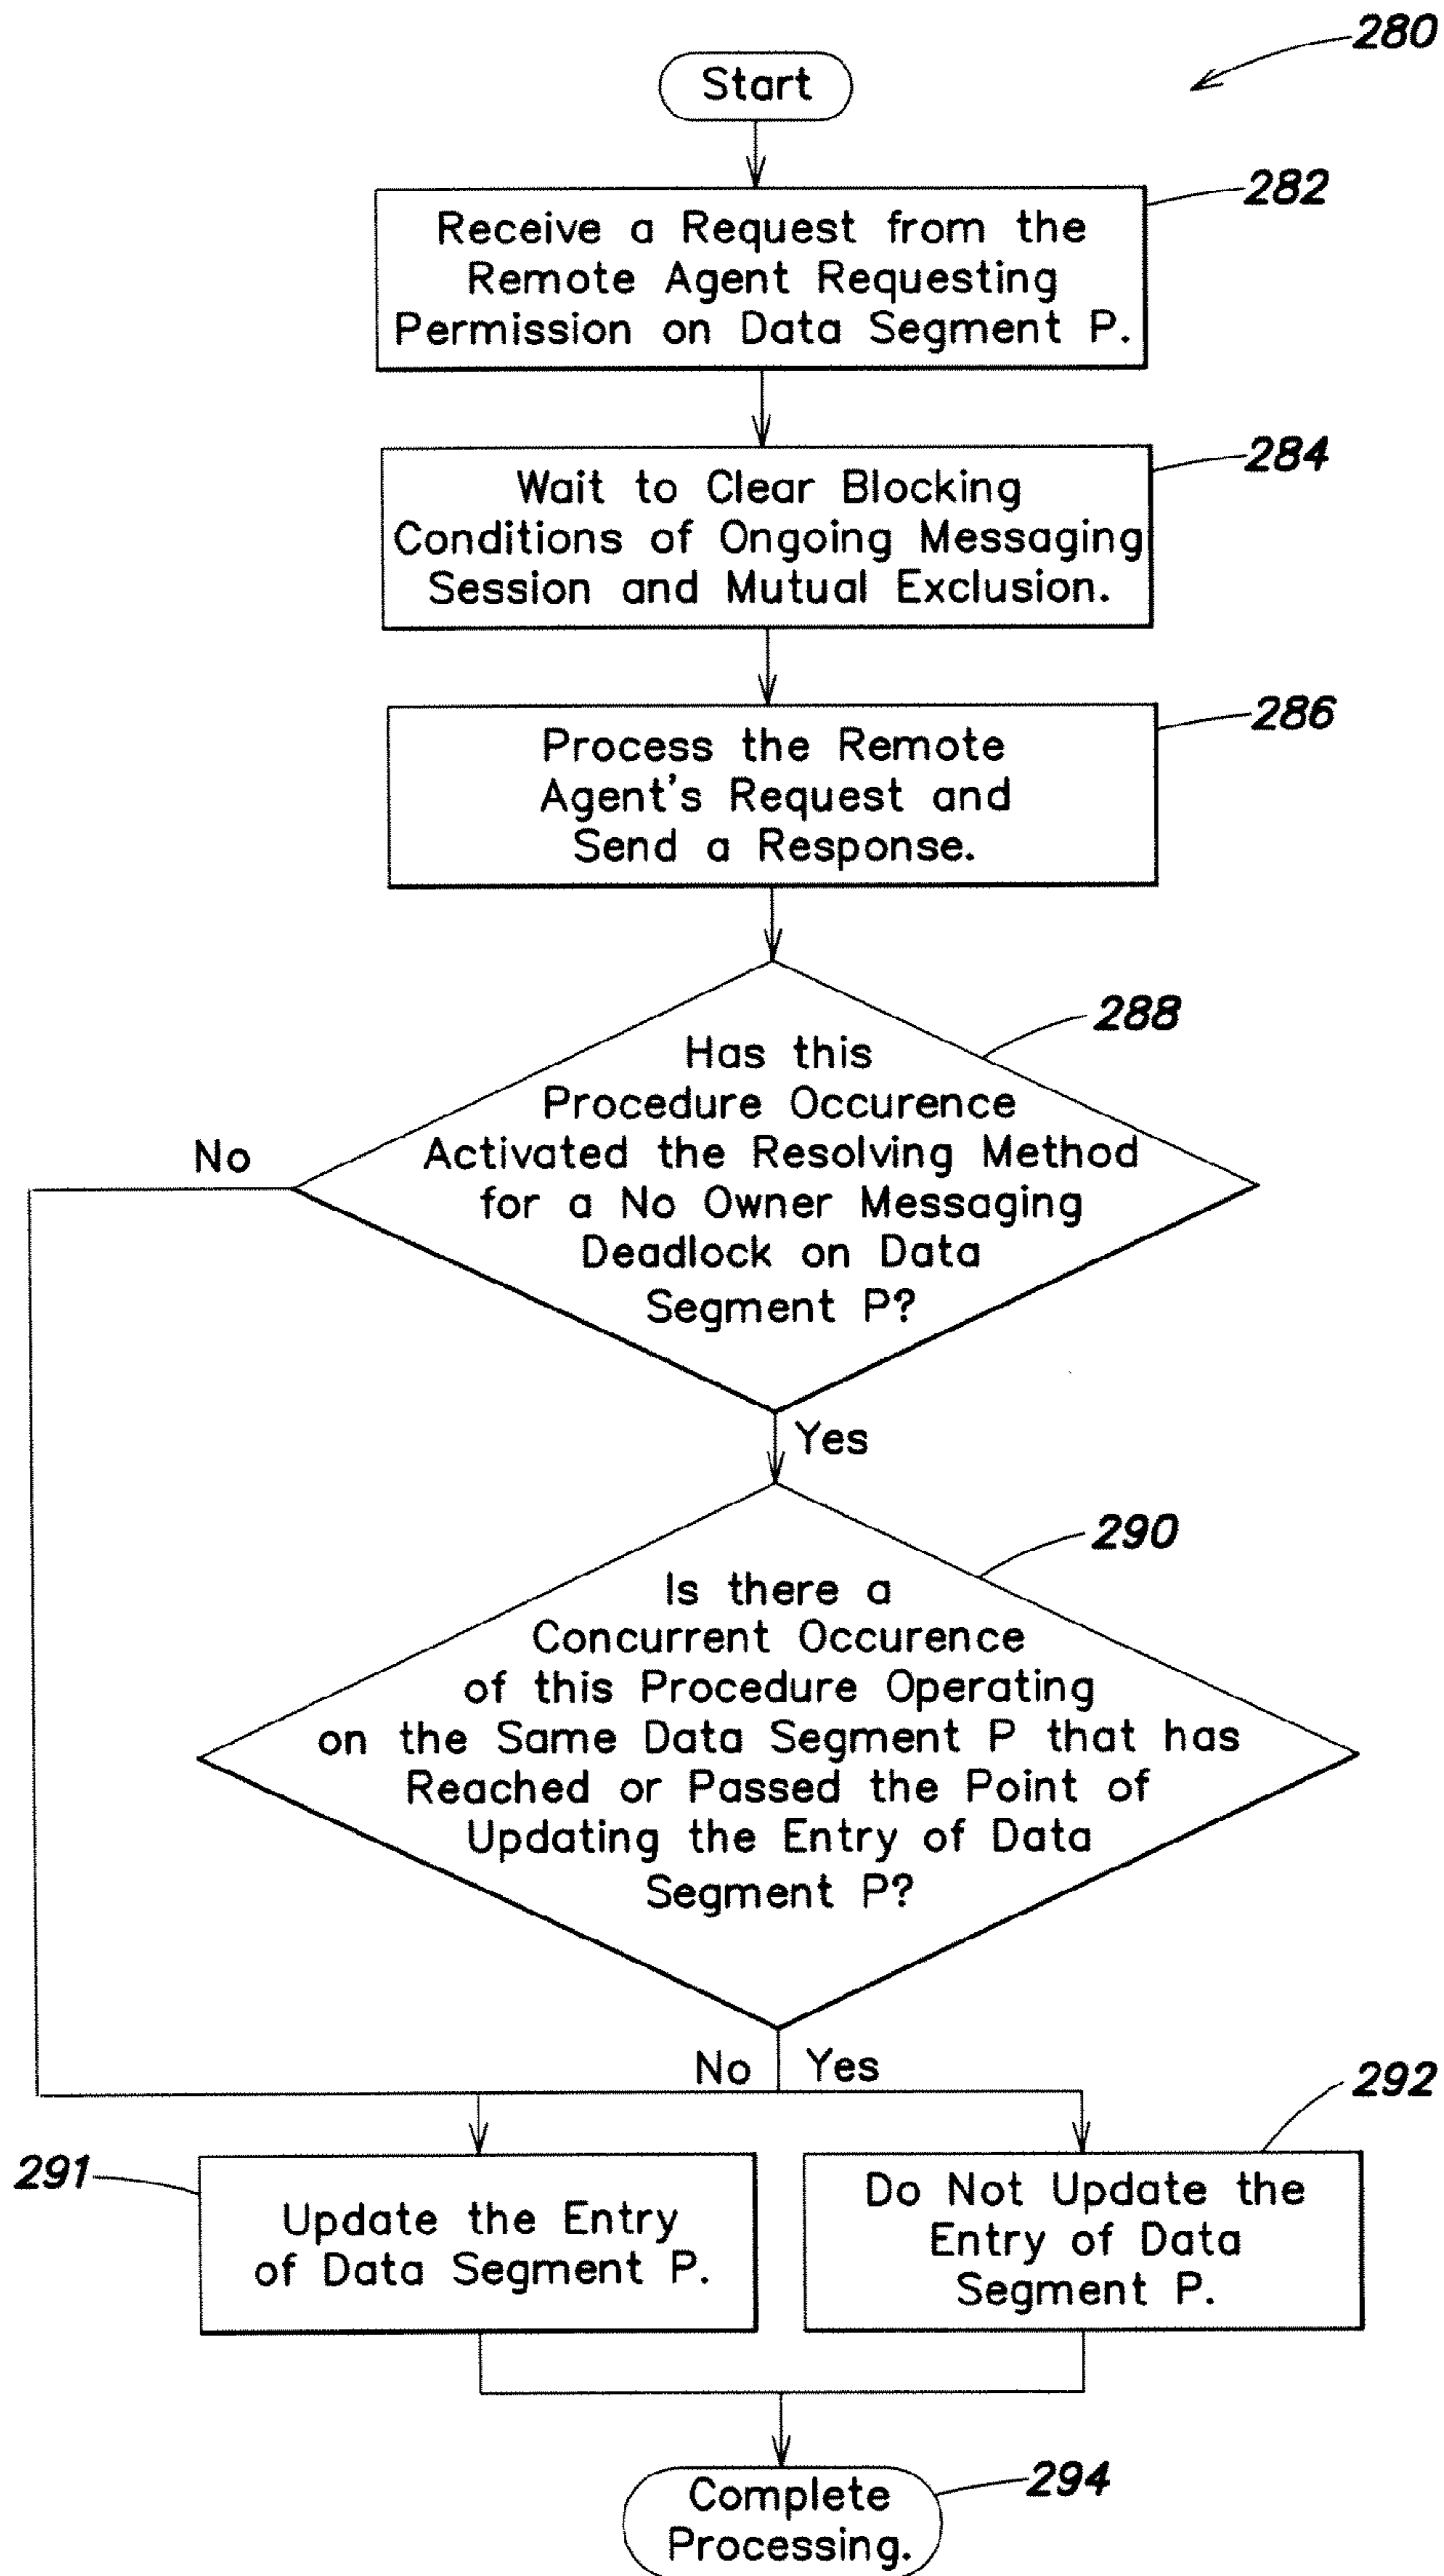 280
Start
282
Receive a Request from the
Remote Agent Requesting
Permission on Data Segment P.
284
Wait to Clear Blocking
Conditions of Ongoing Messaging
Session and Mutual Exclusion.
286
Process the Remote
Agent's Request and
Send a Response.
288
Has this
Procedure Occurence
Activated the Resolving Method
for a No Owner Messaging
Deadlock on Data
Segment P?
No
Yes
290
Is there a
Concurrent Occurence
of this Procedure Operating
on the Same Data Segment P that has
Reached or Passed the Point of
Updating the Entry of Data
Segment P?
No
Yes
291
Update the Entry
of Data Segment P.
292
Do Not Update the
Entry of Data
Segment P.
294
Complete
Processing.